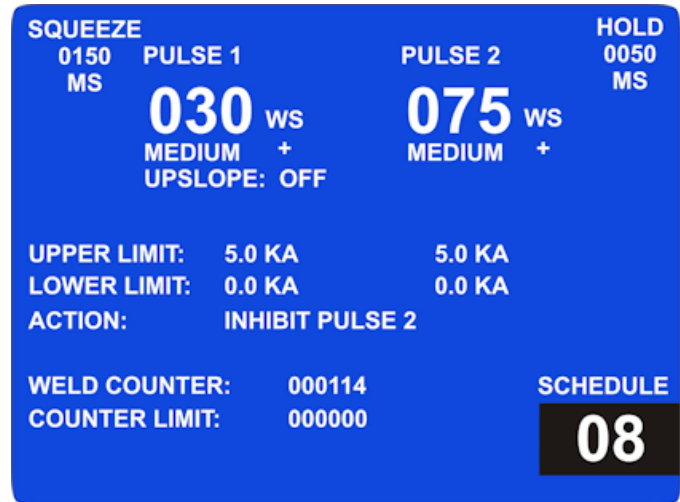 SQUEEZE HOLD
0150 PULSE 1 PULSE 2 0050
MS MS
030 WS 075 WS
MEDIUM + MEDIUM +
UPSLOPE: OFF
UPPER LIMIT: 5.0 KA 5.0 KA
LOWER LIMIT: 0.0 KA 0.0 KA
ACTION: INHIBIT PULSE 2
WELD COUNTER: 000114 SCHEDULE
COUNTER LIMIT: 000000
08